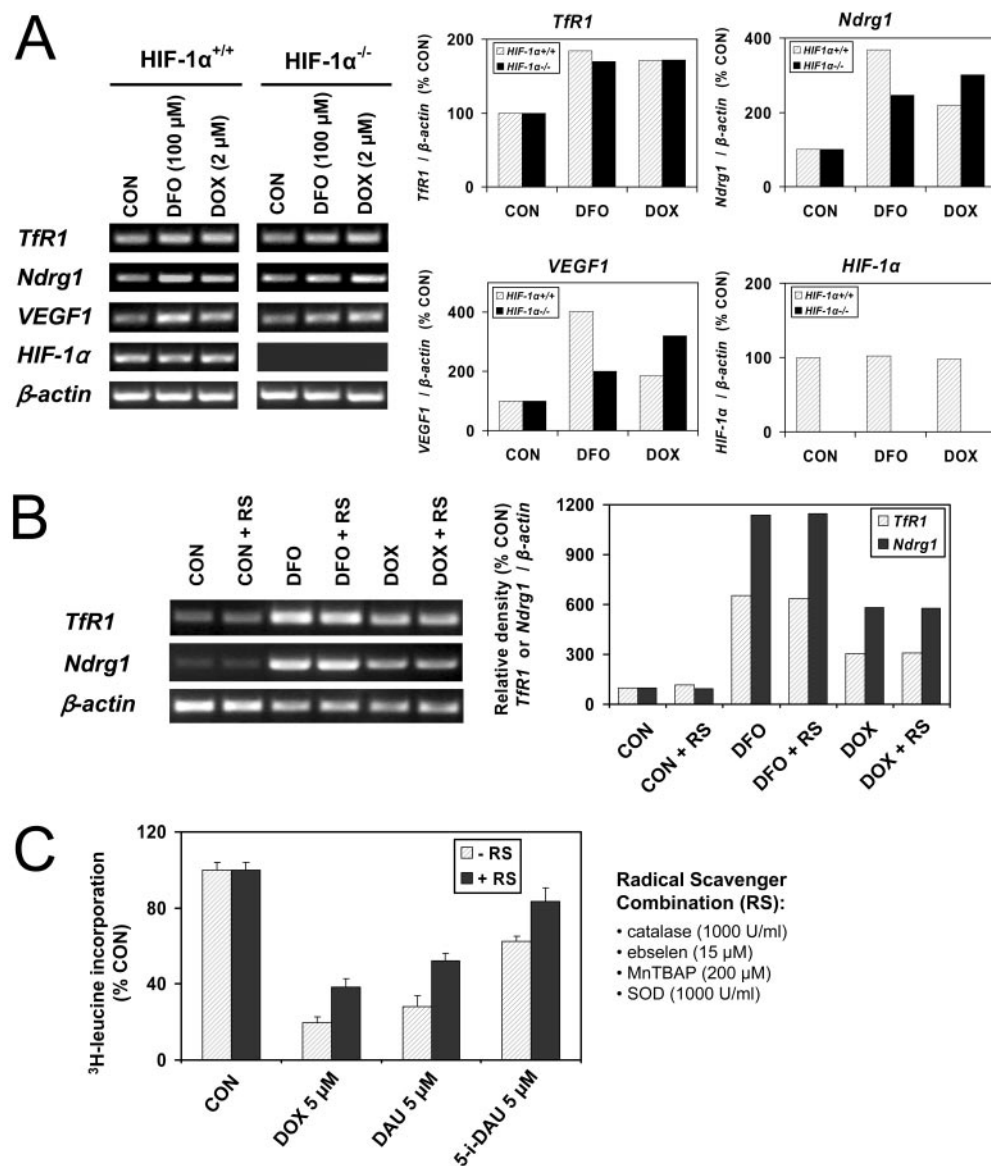 A
HIF-1α+/+
HIF-1α-/-
CON
DFO (100 µM)
DOX (2 µM)
CON
DFO (100 µM)
DOX (2 µM)
TfR1
Ndrg1
VEGF1
HIF-1α
β-actin
TfR1
TfR1 / β-actin (% CON)
200
100
0
HIF-1α+/+
HIF-1α-/-
CON
DFO
DOX
Ndrg1
Ndrg1 / β-actin (% CON)
400
200
0
HIF1α+/+
HIF1α-/-
CON
DFO
DOX
VEGF1
VEGF1 / β-actin (% CON)
400
200
0
HIF-1α+/+
HIF-1α-/-
CON
DFO
DOX
HIF-1α
HIF-1α / β-actin (% CON)
200
100
0
HIF-1α+/+
HIF-1α-/-
CON
DFO
DOX
B
CON
CON + RS
DFO
DFO + RS
DOX
DOX + RS
TfR1
Ndrg1
β-actin
Relative density (% CON)
TfR1 or Ndrg1 / β-actin
1200
900
600
300
0
TfR1
Ndrg1
CON
CON + RS
DFO
DFO + RS
DOX
DOX + RS
C
3H-leucine incorporation
(% CON)
120
80
40
0
- RS
+ RS
CON
DOX 5 µM
DAU 5 µM
5-i-DAU 5 µM
Radical Scavenger
Combination (RS):
• catalase (1000 U/ml)
• ebselen (15 µM)
• MnTBAP (200 µM)
• SOD (1000 U/ml)